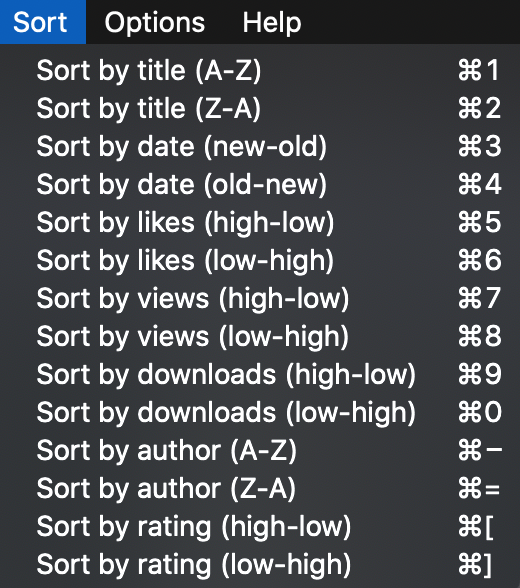 Sort Options Help
Sort by title (A-Z) ⌘1
Sort by title (Z-A) ⌘2
Sort by date (new-old) ⌘3
Sort by date (old-new) ⌘4
Sort by likes (high-low) ⌘5
Sort by likes (low-high) ⌘6
Sort by views (high-low) ⌘7
Sort by views (low-high) ⌘8
Sort by downloads (high-low) ⌘9
Sort by downloads (low-high) ⌘0
Sort by author (A-Z) ⌘−
Sort by author (Z-A) ⌘=
Sort by rating (high-low) ⌘[
Sort by rating (low-high) ⌘]